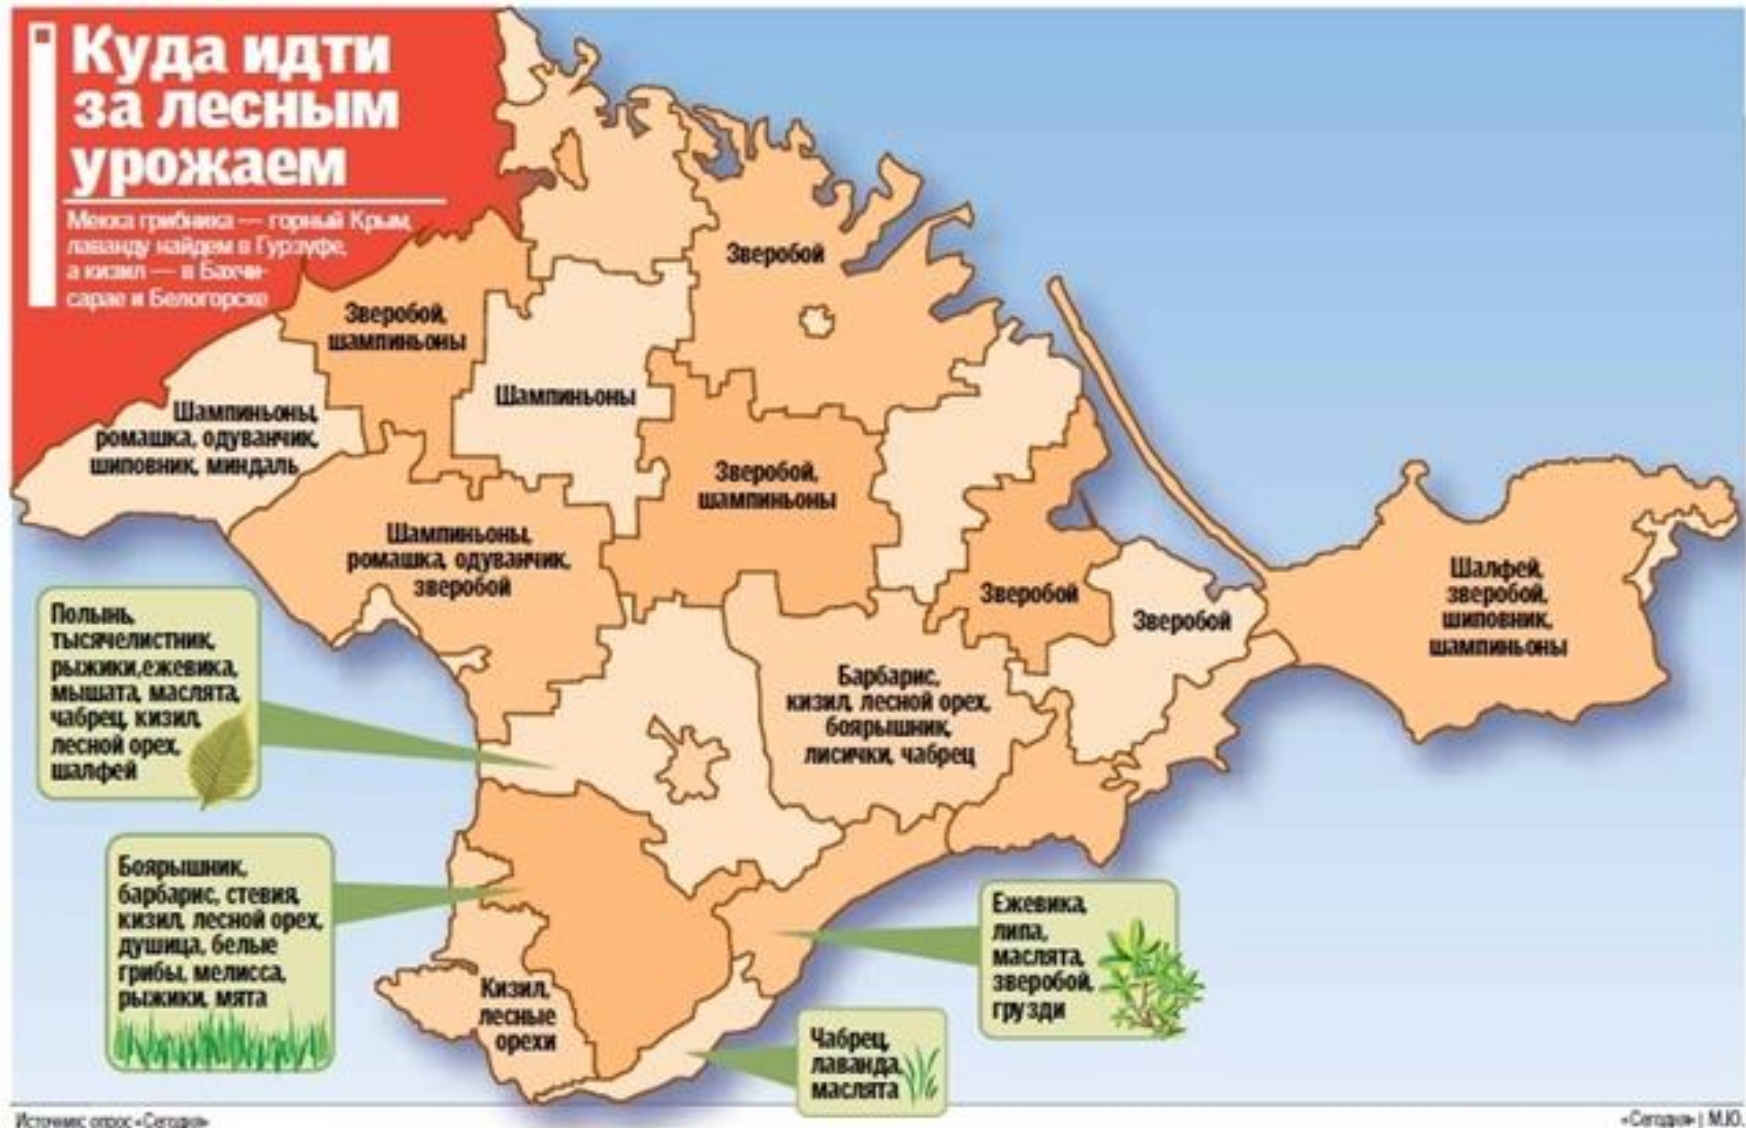 Куда идти
за лесным
урожаем
Мекка грибника — горный Крым,
лаванду найдем в Гурзуфе,
а кизил — в Бахчи-
сарае и Белогорске
Зверобой
Зверобой,
шампиньоны
Шампиньоны
Шампиньоны,
ромашка, одуванчик,
шиповник, миндаль
Зверобой,
шампиньоны
Шампиньоны,
ромашка, одуванчик,
зверобой
Зверобой
Зверобой
Шалфей,
зверобой,
шиповник,
шампиньоны
Полынь,
тысячелистник,
рыжики,ежевика,
мышата, маслята,
чабрец, кизил,
лесной орех,
шалфей
Барбарис,
кизил, лесной орех,
боярышник,
лисички, чабрец
Боярышник,
барбарис, стевия,
кизил, лесной орех,
душица, белые
грибы, мелисса,
рыжики, мята
Ежевика,
липа,
маслята,
зверобой,
грузди
Кизил,
лесные
орехи
Чабрец,
лаванда,
маслята
Источник: опрос «Сегодня»
«Сегодня» | М.Ю.